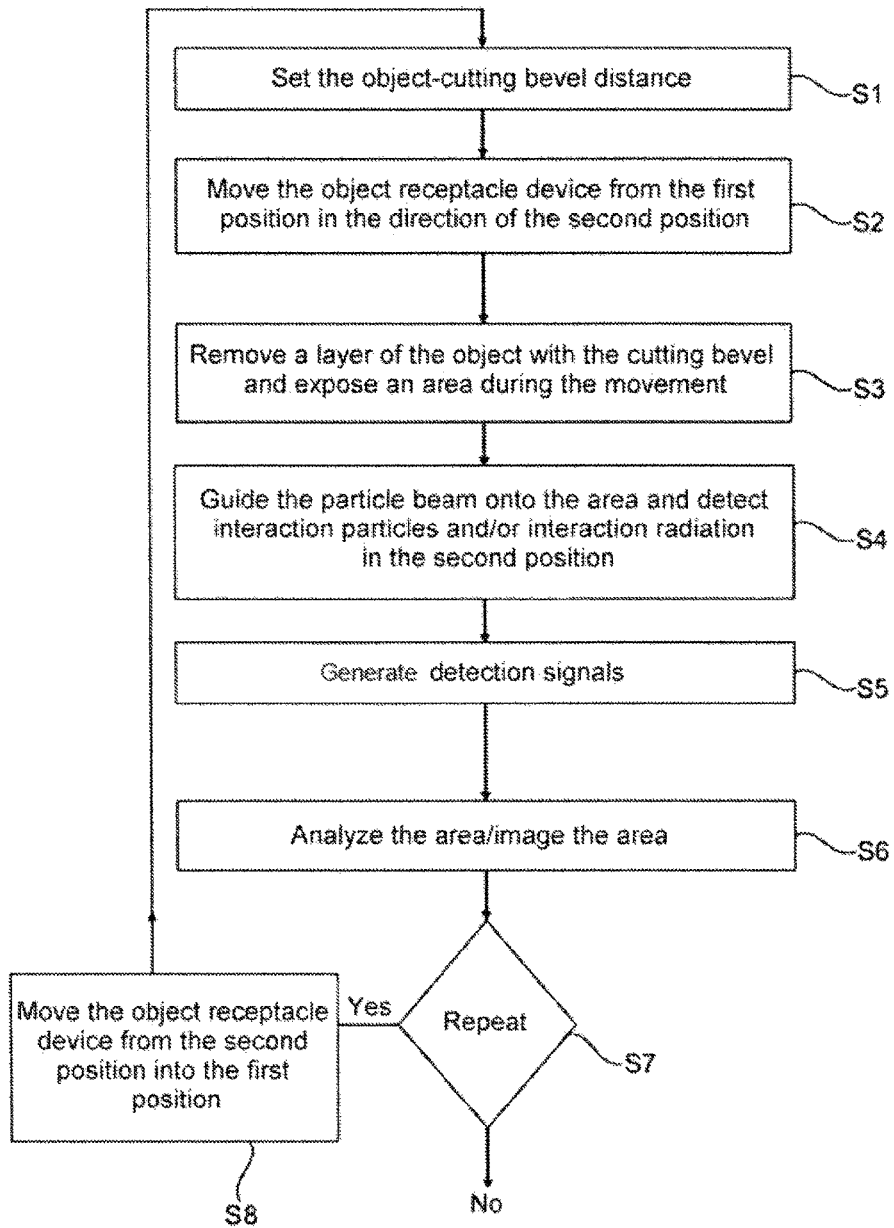 Set the object-cutting bevel distance
S1
Move the object receptacle device from the first
position in the direction of the second position
S2
Remove a layer of the object with the cutting bevel
and expose an area during the movement
S3
Guide the particle beam onto the area and detect
interaction particles and/or interaction radiation
in the second position
S4
Generate detection signals
S5
Analyze the area/image the area
S6
Repeat
S7
Yes
Move the object receptacle
device from the second
position into the first
position
S8
No